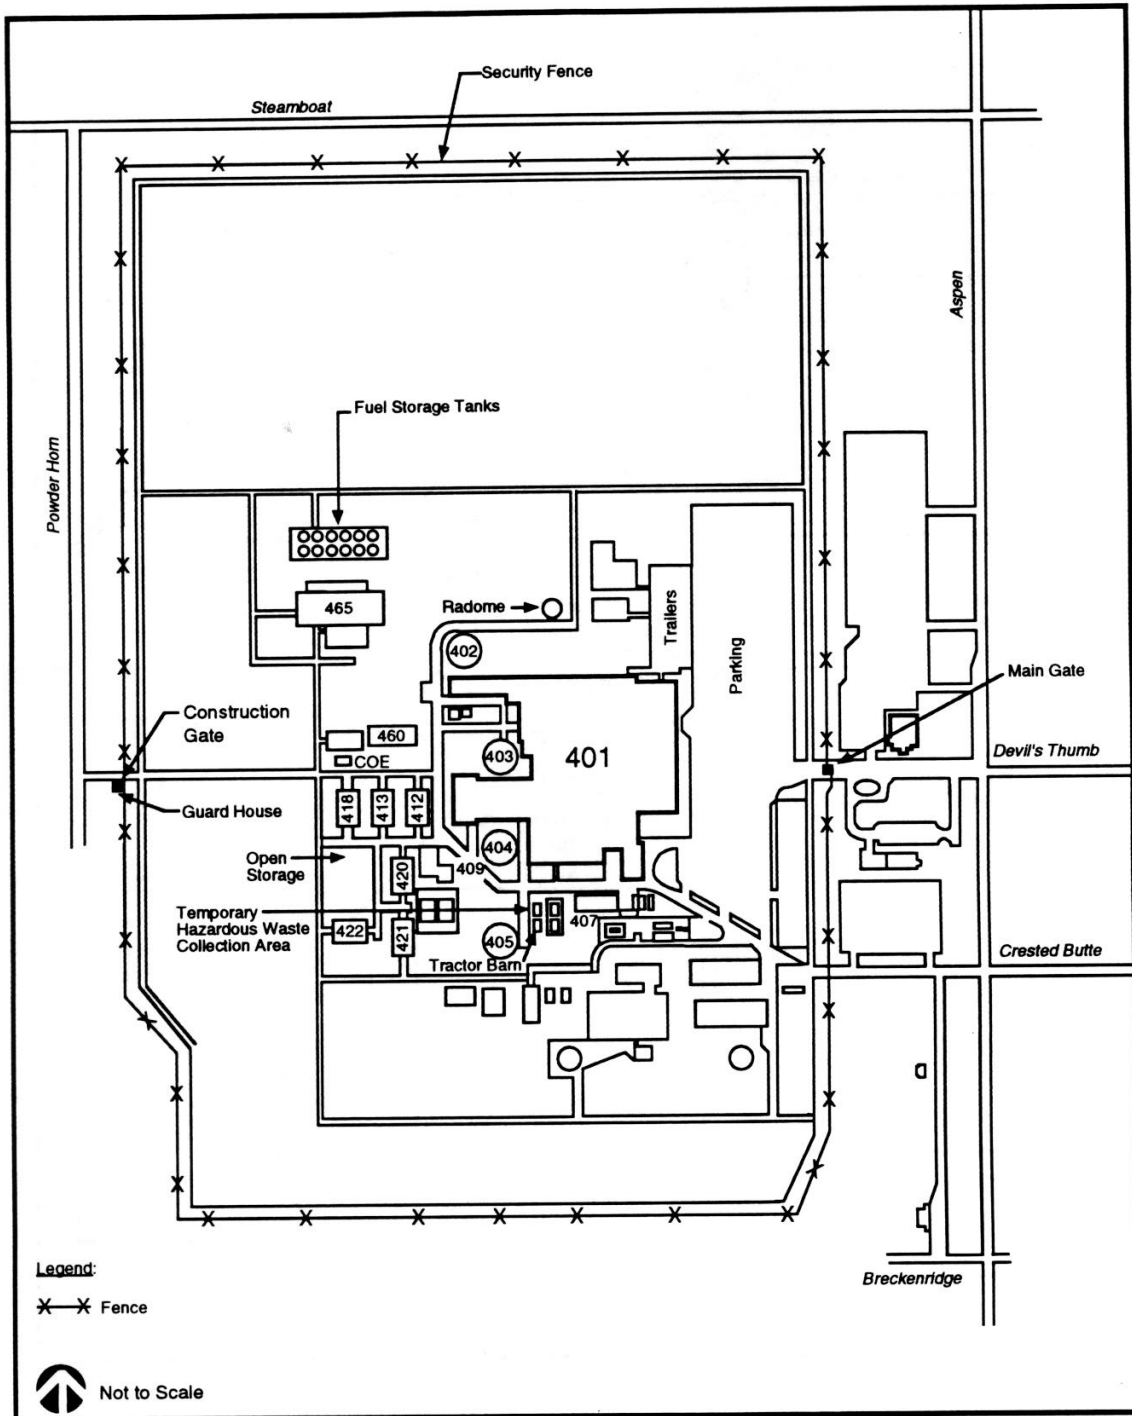 Security Fence
Steamboat
Aspen
Powder Horn
Fuel Storage Tanks
465
Radome
402
Trailers
Parking
Main Gate
Construction
Gate
460
403
401
Devil's Thumb
COE
Guard House
418
413
412
404
Open
Storage
409
420
Temporary
Hazardous Waste
Collection Area
422
421
405
407
Tractor Barn
Crested Butte
Legend:
Fence
Breckenridge
Not to Scale